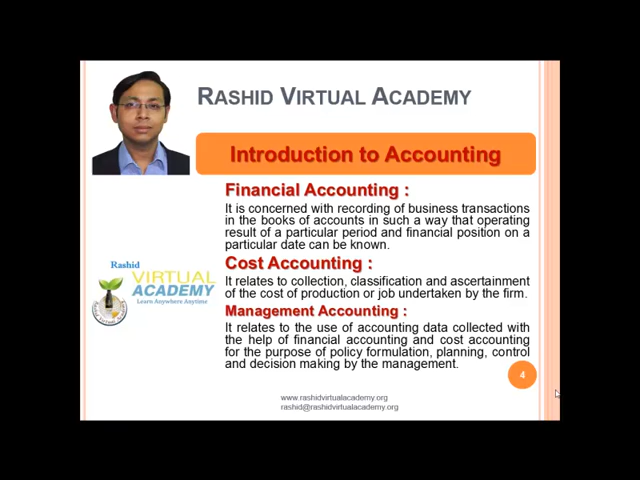 RASHID VIRTUAL ACADEMY
Introduction to Accounting
Financial Accounting :
It is concerned with recording of business transactions
in the books of accounts in such a way that operating
result of a particular period and financial position on a
particular date can be known.
Cost Accounting :
It relates to collection, classification and ascertainment
of the cost of production or job undertaken by the firm.
Management Accounting :
It relates to the use of accounting data collected with
the help of financial accounting and cost accounting
for the purpose of policy formulation, planning, control
and decision making by the management.
Rashid
VIRTUAL
ACADEMY
Learn Anywhere Anytime
4
www.rashidvirtualacademy.org
rashid@rashidvirtualacademy.org